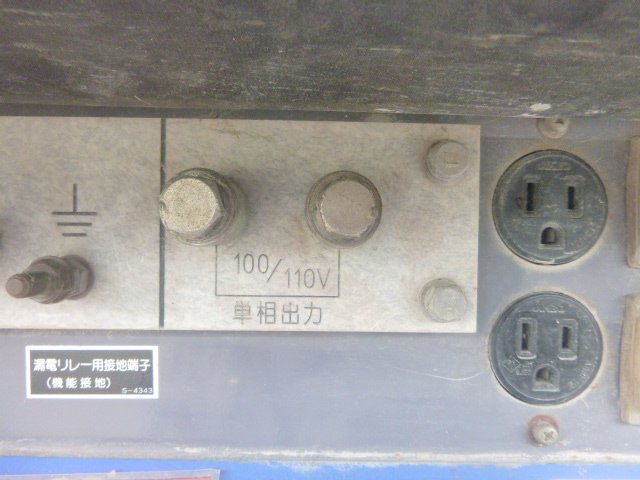 100/110V
単相出力
漏電リレー用接地端子
(機能接地)
S-4343